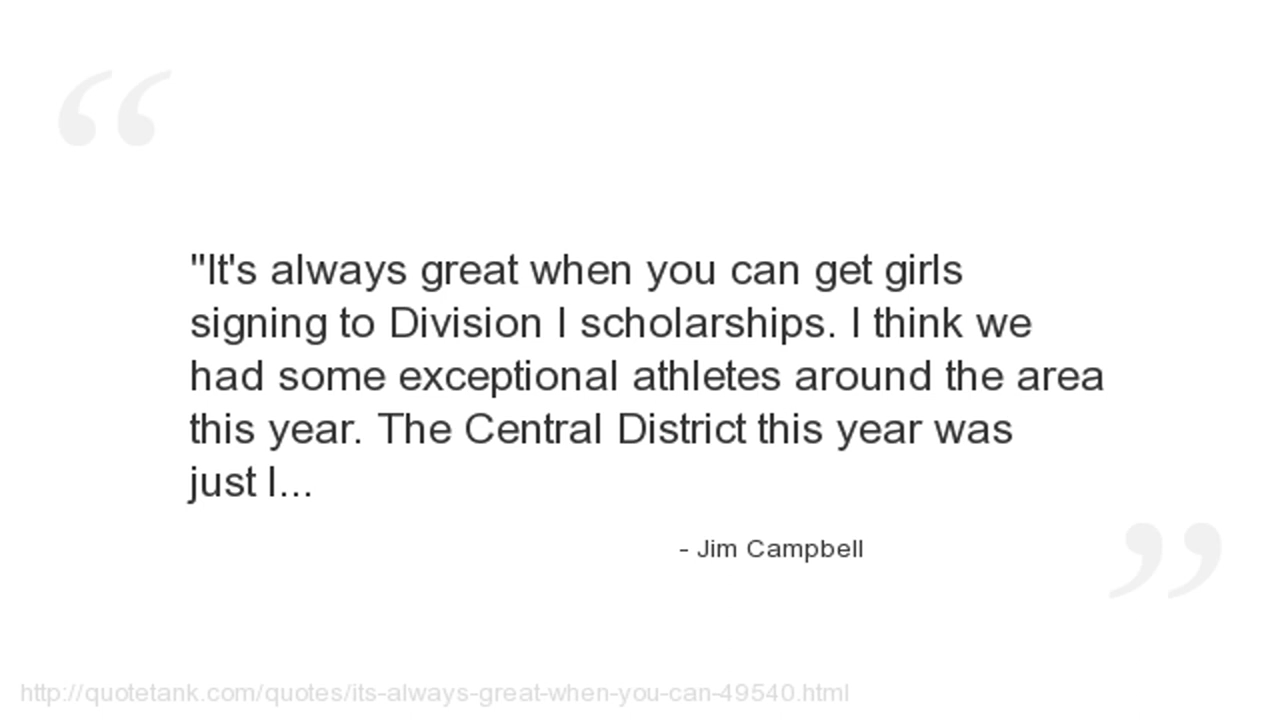 "It's always great when you can get girls
signing to Division I scholarships. I think we
had some exceptional athletes around the area
this year. The Central District this year was
just l...
- Jim Campbell
http://quotetank.com/quotes/its-always-great-when-you-can-49540.html